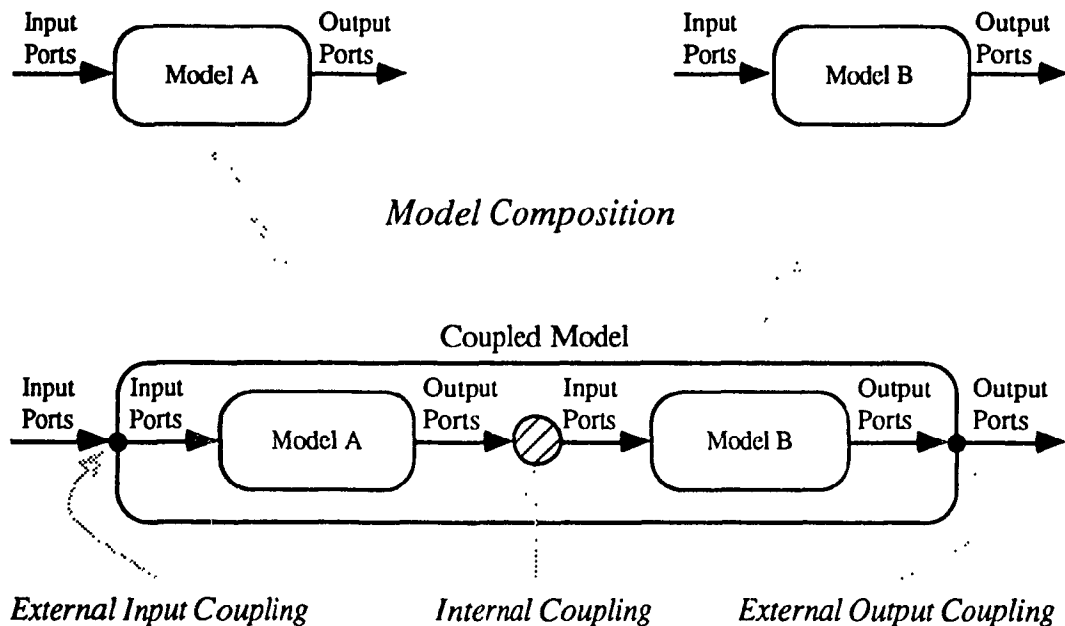 Input Ports
Model A
Output Ports
Input Ports
Model B
Output Ports
Model Composition
Coupled Model
Input Ports
Input Ports
Model A
Output Ports
Input Ports
Model B
Output Ports
Output Ports
External Input Coupling
Internal Coupling
External Output Coupling